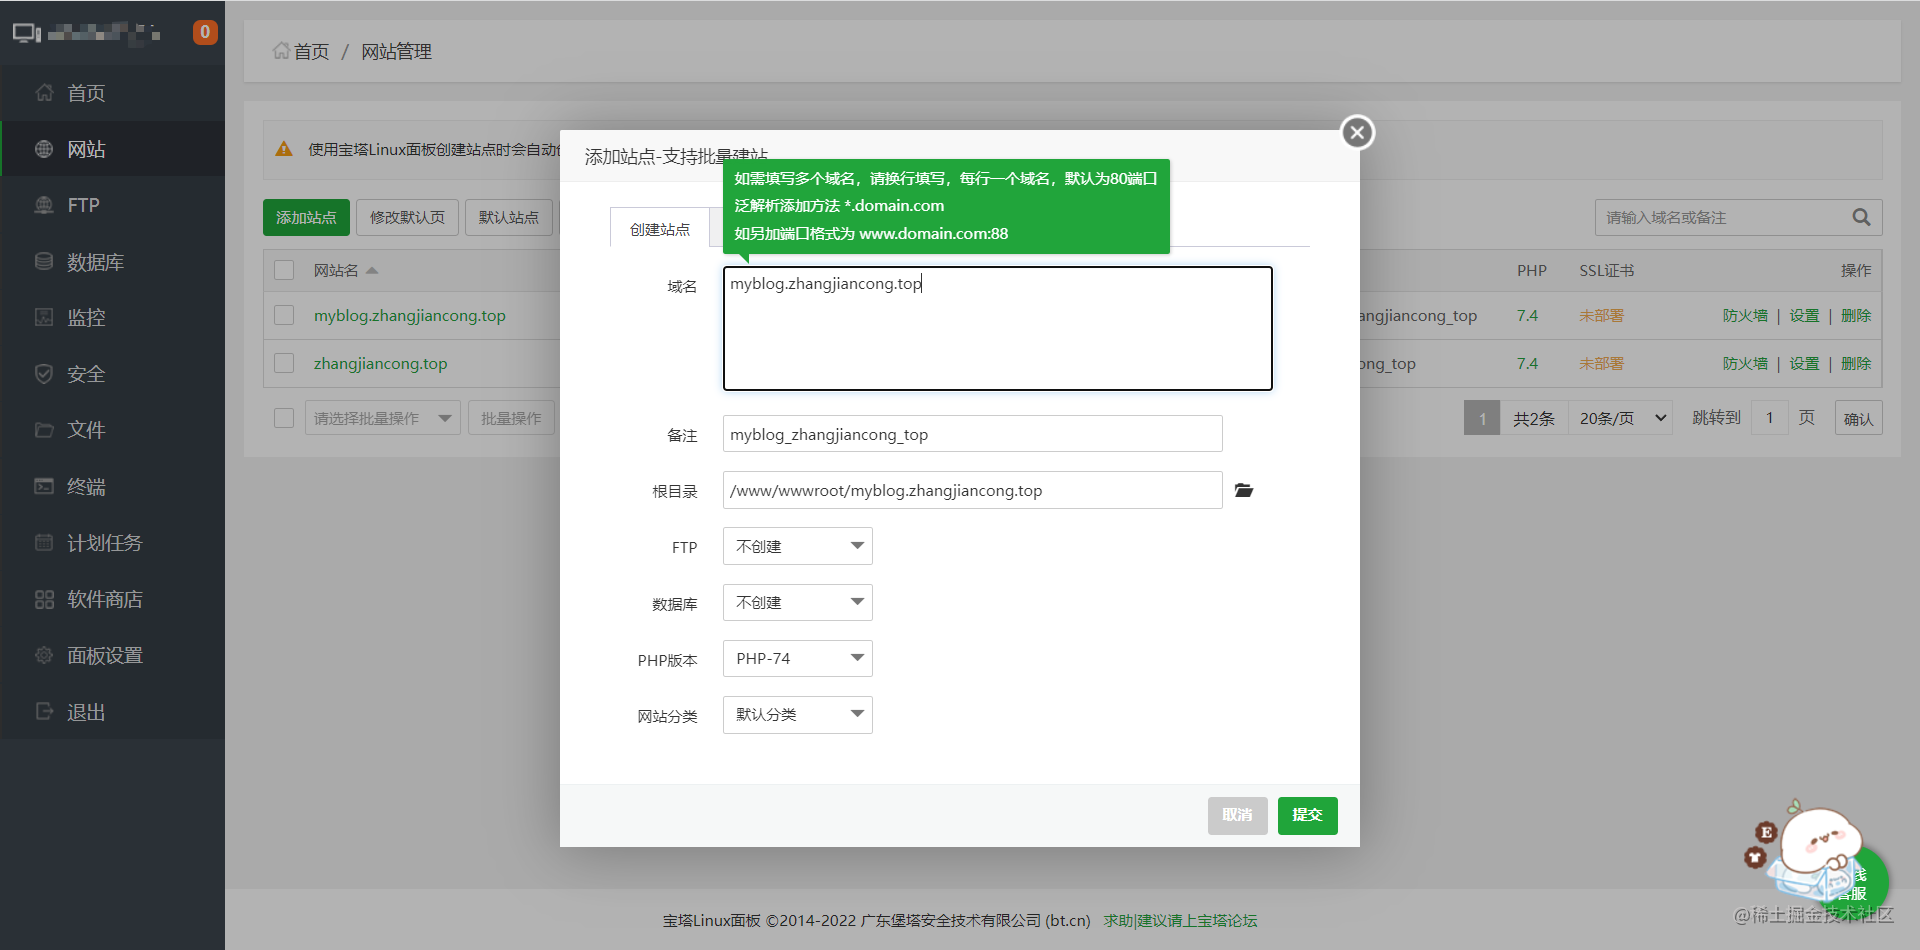 0
首页
网站
FTP
数据库
监控
安全
文件
终端
计划任务
软件商店
面板设置
退出
首页 / 网站管理
使用宝塔Linux面板创建站点时会自动
添加站点 修改默认页 默认站点
请输入域名或备注
网站名 PHP SSL证书 操作
myblog.zhangjiancong.top angjiancong_top 7.4 未部署 防火墙 | 设置 | 删除
zhangjiancong.top ong_top 7.4 未部署 防火墙 | 设置 | 删除
请选择批量操作 批量操作 1 共2条 20条/页 跳转到 1 页 确认
添加站点-支持批量建站
如需填写多个域名，请换行填写，每行一个域名，默认为80端口
泛解析添加方法 *.domain.com
如另加端口格式为 www.domain.com:88
创建站点
域名 myblog.zhangjiancong.top
备注 myblog_zhangjiancong_top
根目录 /www/wwwroot/myblog.zhangjiancong.top
FTP 不创建
数据库 不创建
PHP版本 PHP-74
网站分类 默认分类
取消 提交
E
线
客服
宝塔Linux面板 ©2014-2022 广东堡塔安全技术有限公司 (bt.cn) 求助|建议请上宝塔论坛
@稀土掘金技术社区